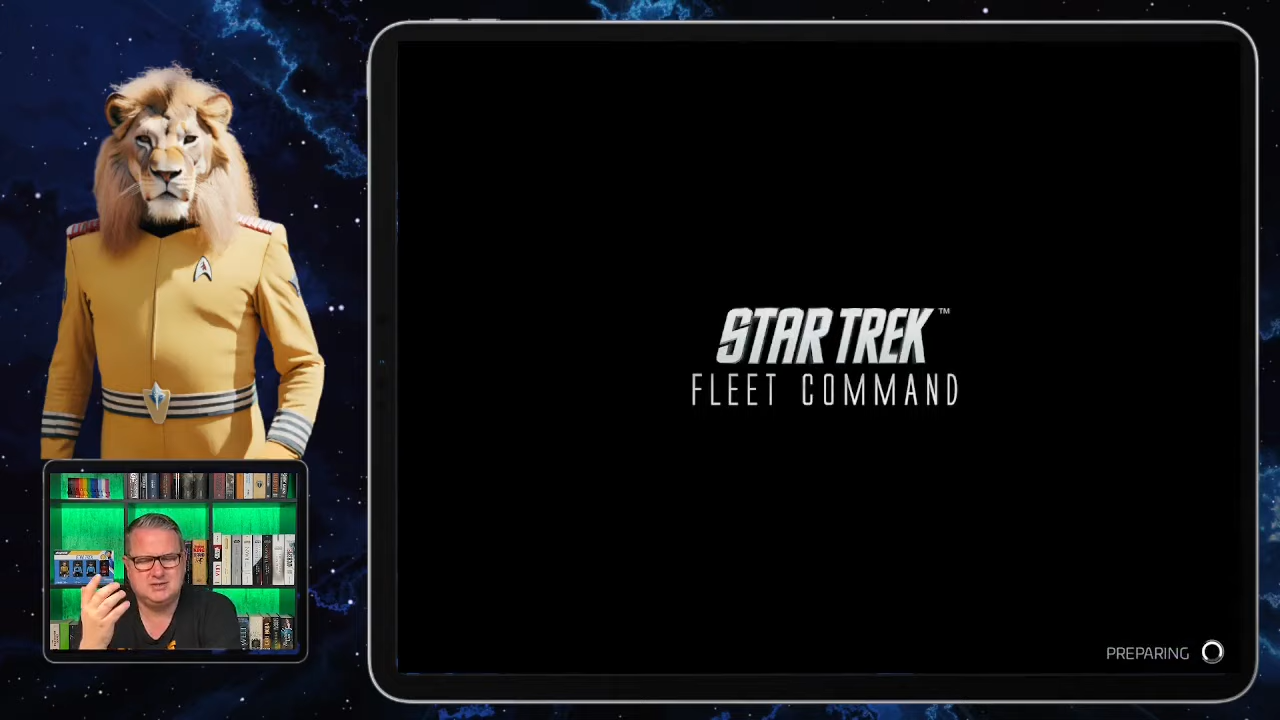 STAR TREK™
FLEET COMMAND
PREPARING